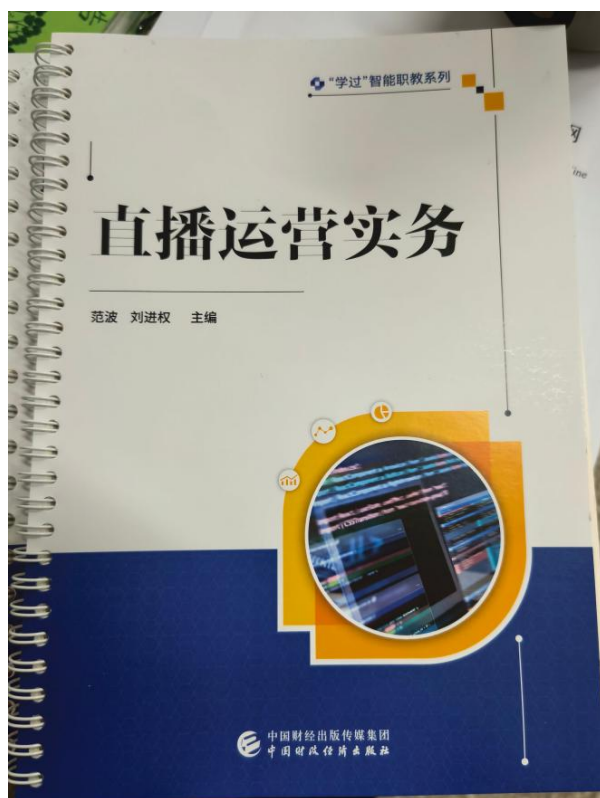 “学过”智能职教系列
直播运营实务
范波 刘进权 主编
中国财经出版传媒集团
中国财政经济出版社